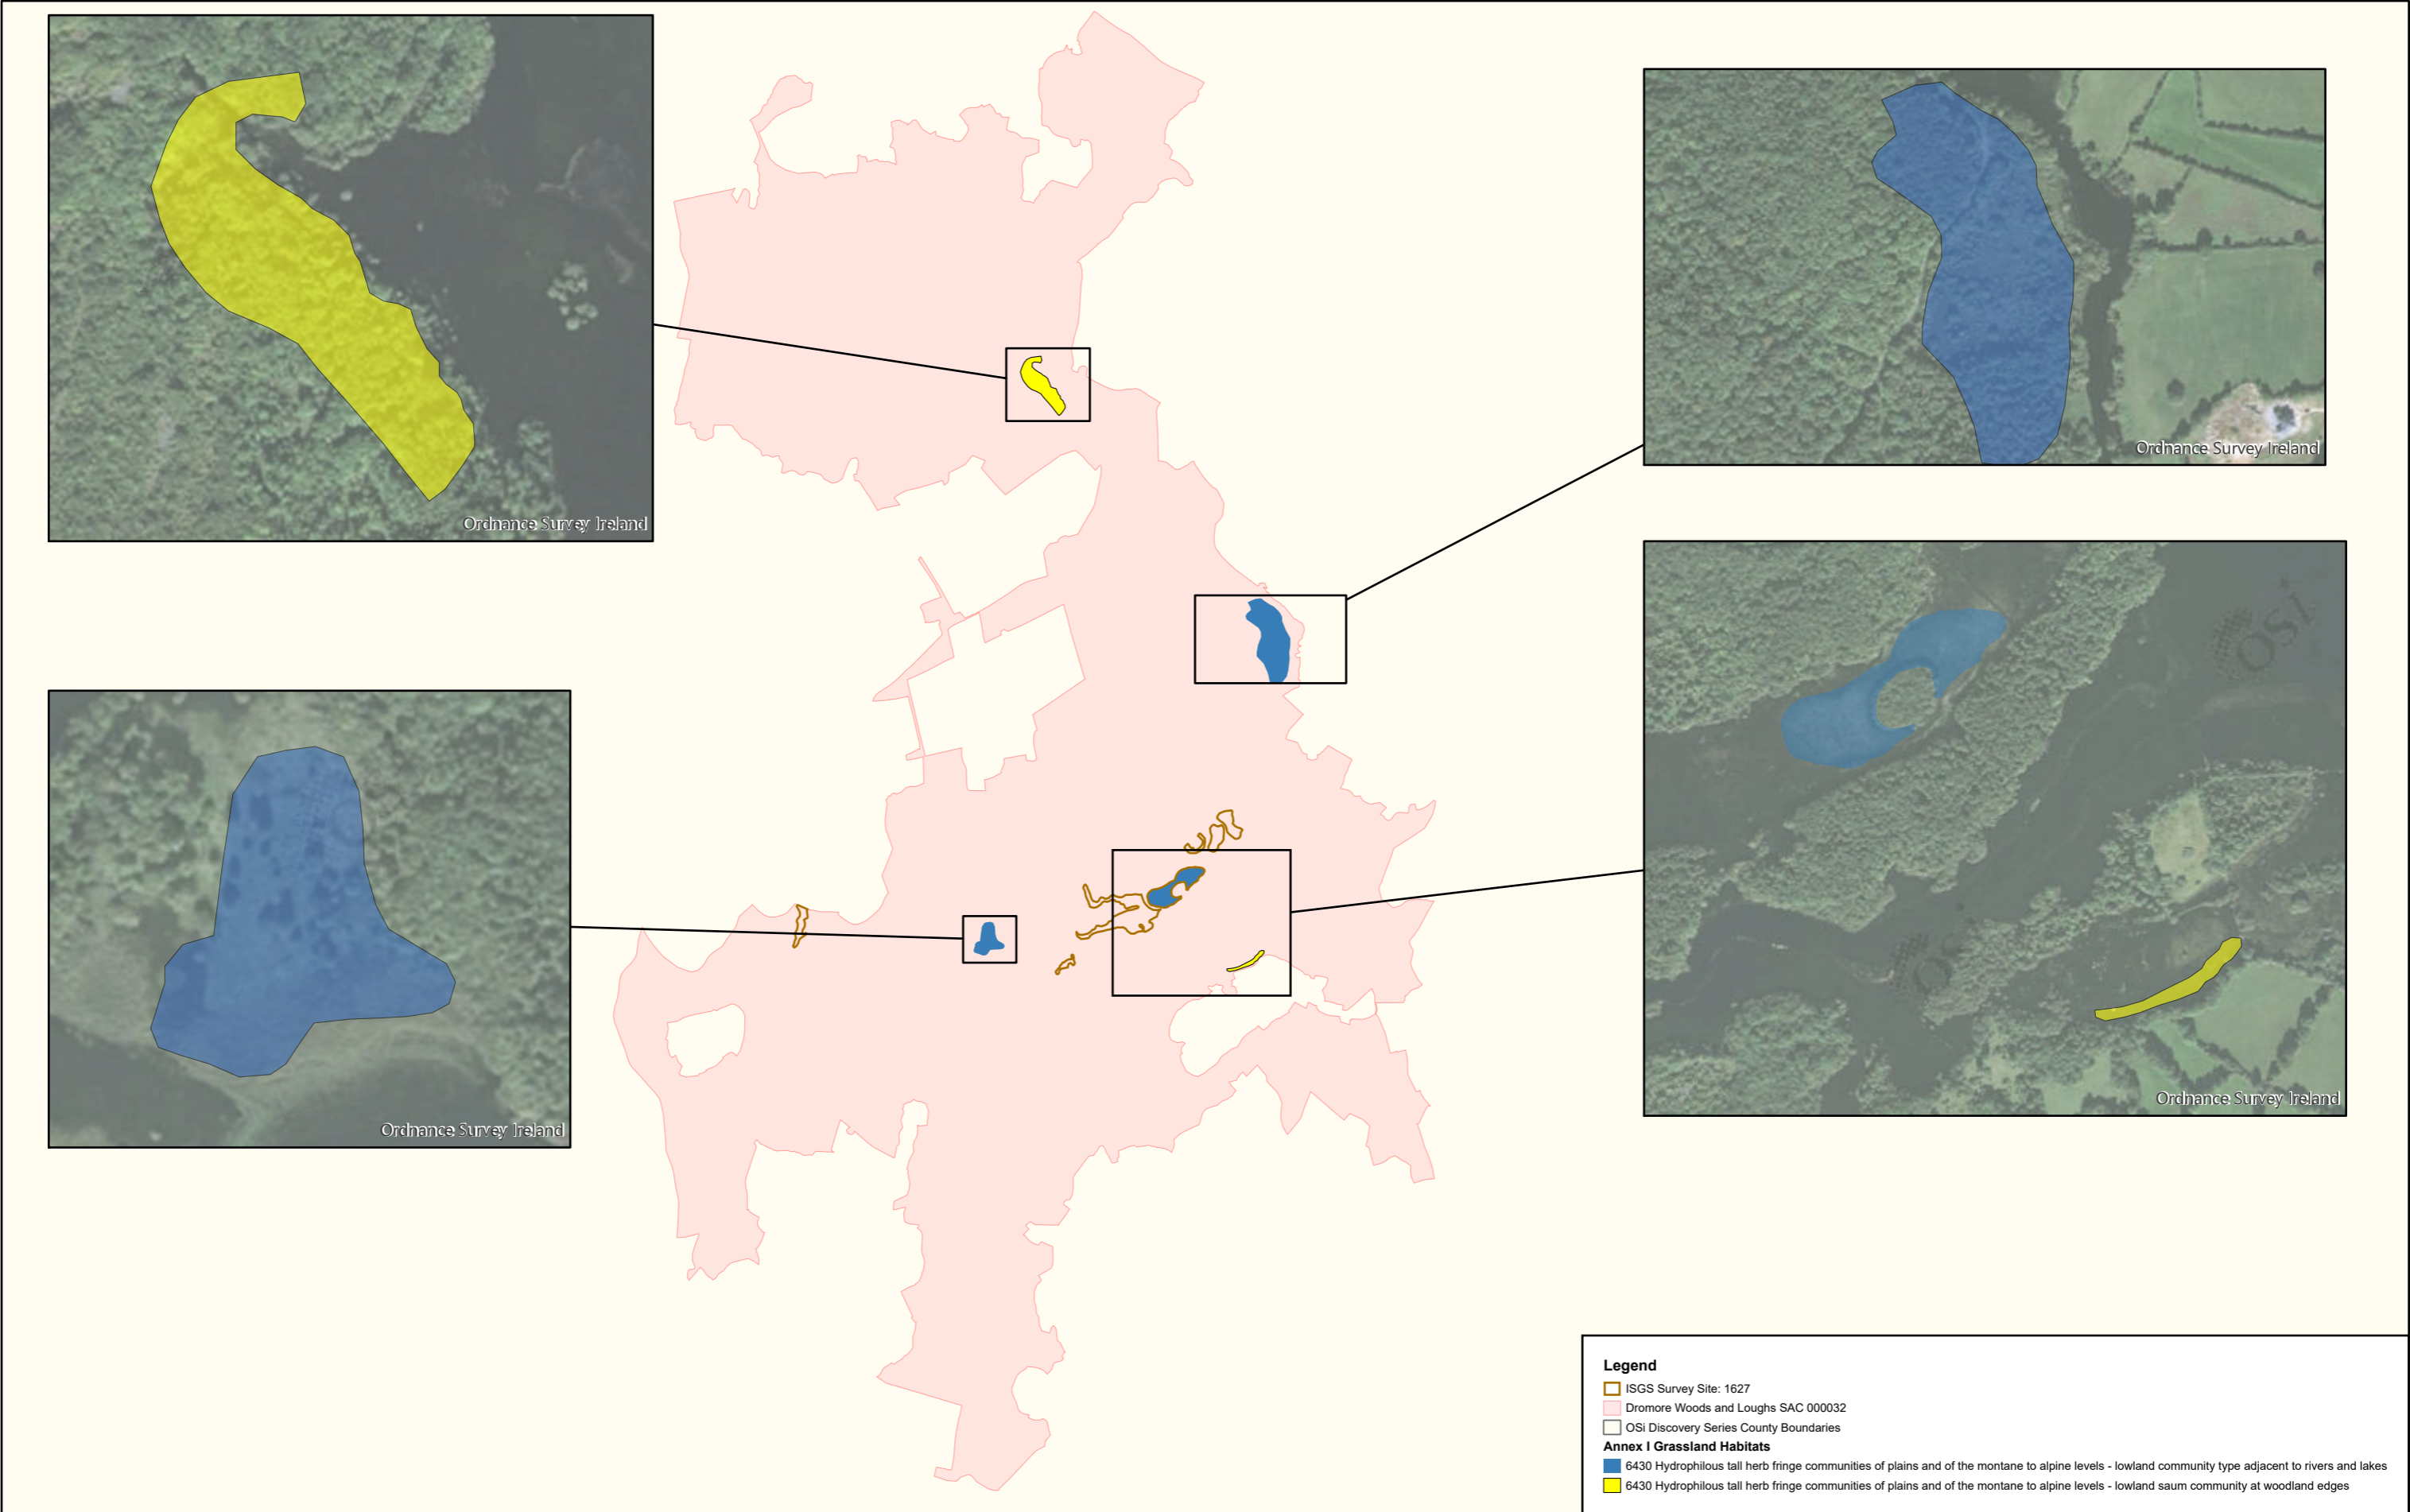 Ordnance Survey Ireland
Ordnance Survey Ireland
OSi
Ordnance Survey Ireland
Ordnance Survey Ireland
Legend
ISGS Survey Site: 1627
Dromore Woods and Loughs SAC 000032
OSi Discovery Series County Boundaries
Annex I Grassland Habitats
6430 Hydrophilous tall herb fringe communities of plains and of the montane to alpine levels - lowland community type adjacent to rivers and lakes
6430 Hydrophilous tall herb fringe communities of plains and of the montane to alpine levels - lowland saum community at woodland edges